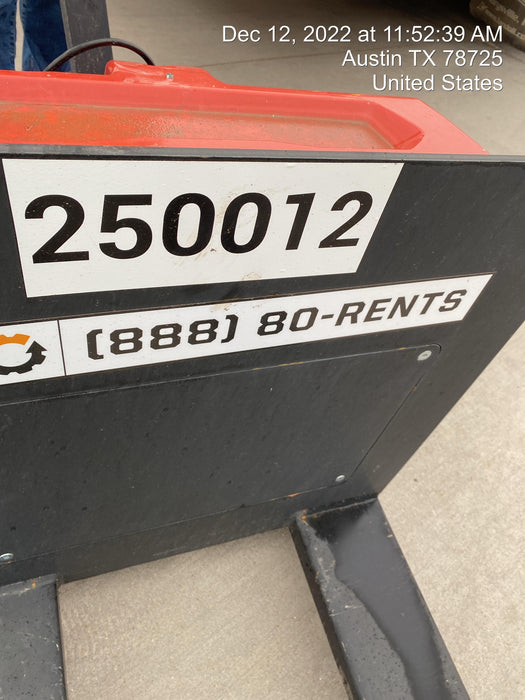 Dec 12, 2022 at 11:52:39 AM
Austin TX 78725
United States
250012
(888) 80-RENTS